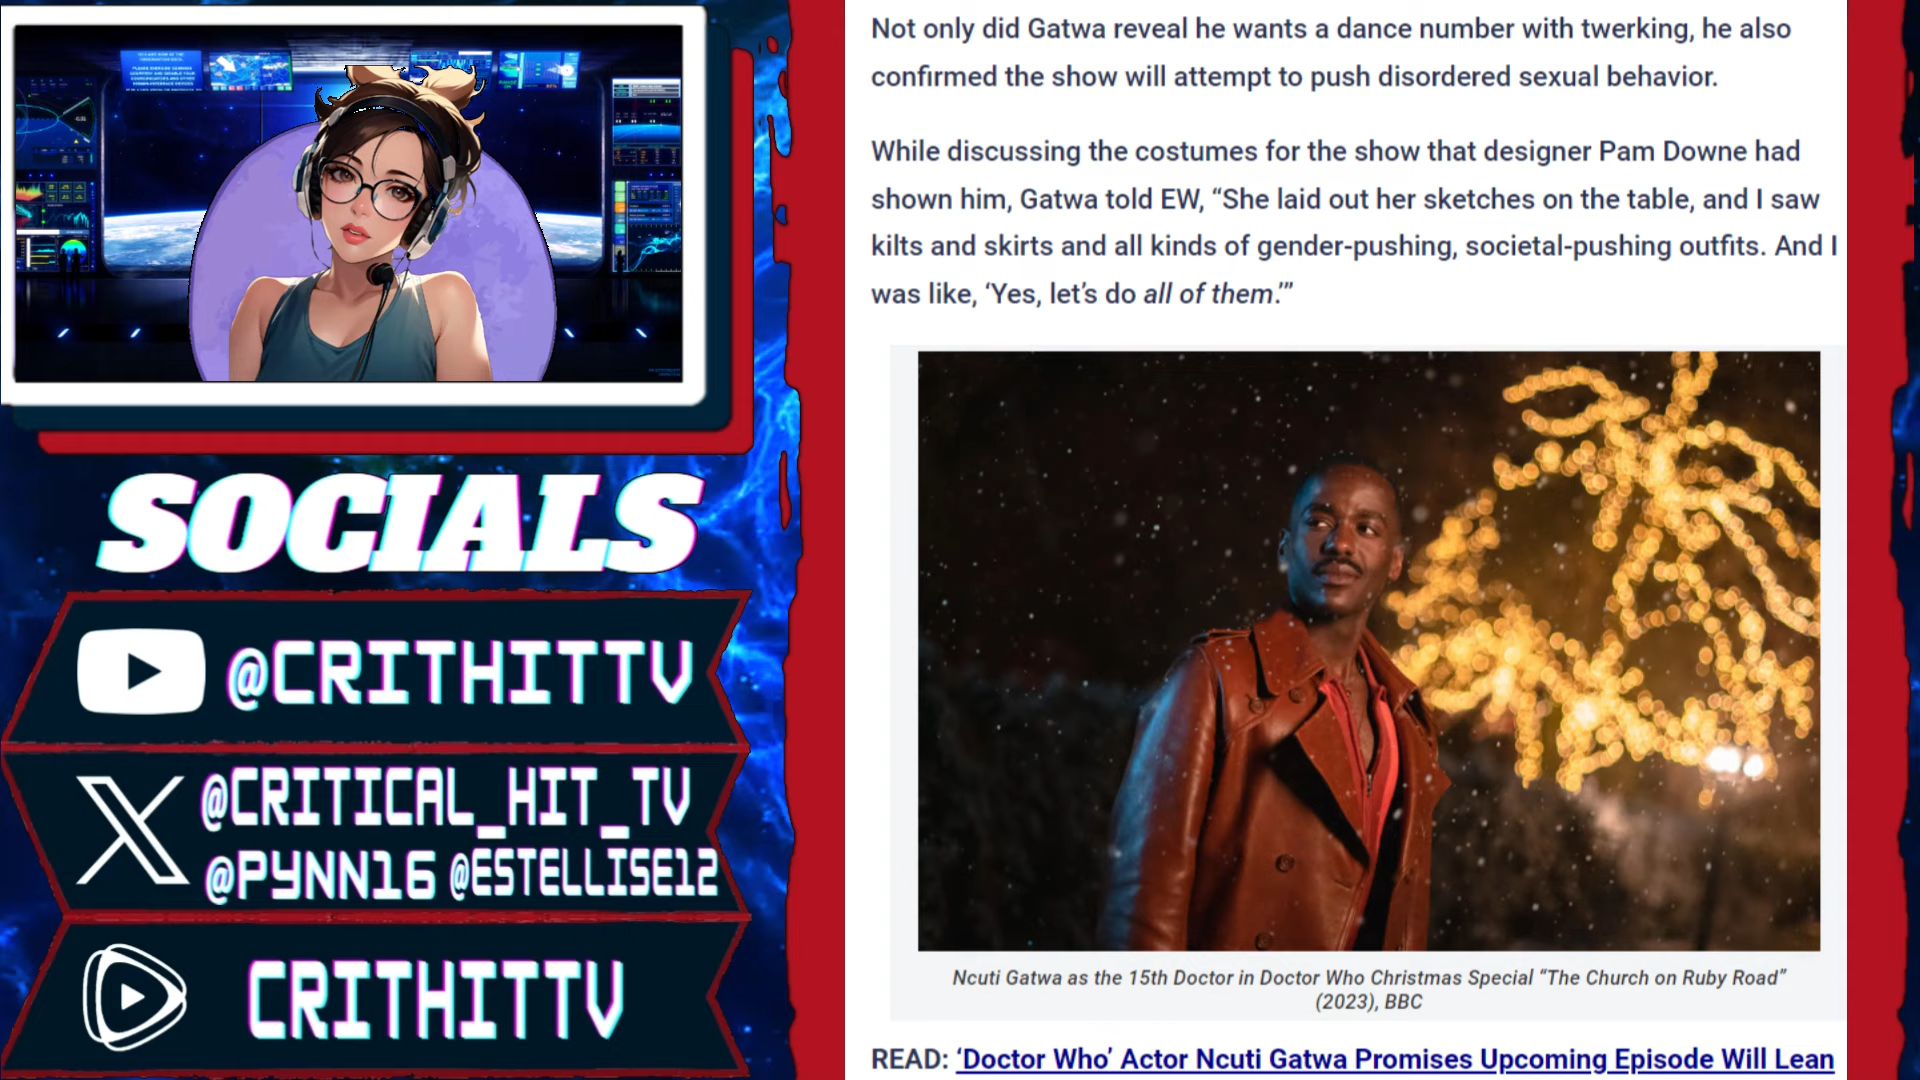 SOCIALS
@CRITHITTV
@CRITICAL_HIT_TV
@PYNN16 @ESTELLISE12
CRITHITTV
Not only did Gatwa reveal he wants a dance number with twerking, he also
confirmed the show will attempt to push disordered sexual behavior.
While discussing the costumes for the show that designer Pam Downe had
shown him, Gatwa told EW, “She laid out her sketches on the table, and I saw
kilts and skirts and all kinds of gender-pushing, societal-pushing outfits. And I
was like, ‘Yes, let’s do all of them.’”
Ncuti Gatwa as the 15th Doctor in Doctor Who Christmas Special “The Church on Ruby Road”
(2023), BBC
READ: ‘Doctor Who’ Actor Ncuti Gatwa Promises Upcoming Episode Will Lean